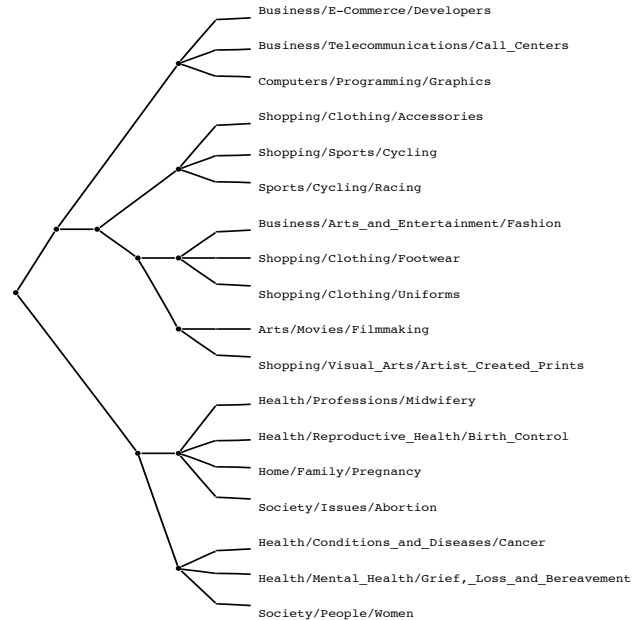 Business/E-Commerce/Developers
Business/Telecommunications/Call_Centers
Computers/Programming/Graphics
Shopping/Clothing/Accessories
Shopping/Sports/Cycling
Sports/Cycling/Racing
Business/Arts_and_Entertainment/Fashion
Shopping/Clothing/Footwear
Shopping/Clothing/Uniforms
Arts/Movies/Filmmaking
Shopping/Visual_Arts/Artist_Created_Prints
Health/Professions/Midwifery
Health/Reproductive_Health/Birth_Control
Home/Family/Pregnancy
Society/Issues/Abortion
Health/Conditions_and_Diseases/Cancer
Health/Mental_Health/Grief,_Loss_and_Bereavement
Society/People/Women